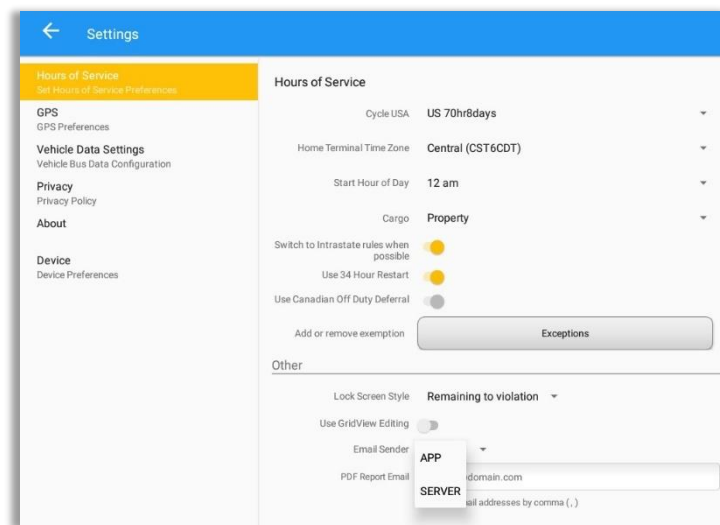 Settings
Hours of Service
Set Hours of Service Preferences
GPS
GPS Preferences
Vehicle Data Settings
Vehicle Bus Data Configuration
Privacy
Privacy Policy
About
Device
Device Preferences
Hours of Service
Cycle USA US 70hr8days
Home Terminal Time Zone Central (CST6CDT)
Start Hour of Day 12 am
Cargo Property
Switch to Intrastate rules when
possible
Use 34 Hour Restart
Use Canadian Off Duty Deferral
Add or remove exemption Exceptions
Other
Lock Screen Style Remaining to violation
Use GridView Editing
Email Sender
APP
PDF Report Email domain.com
SERVER
addresses by comma (,)